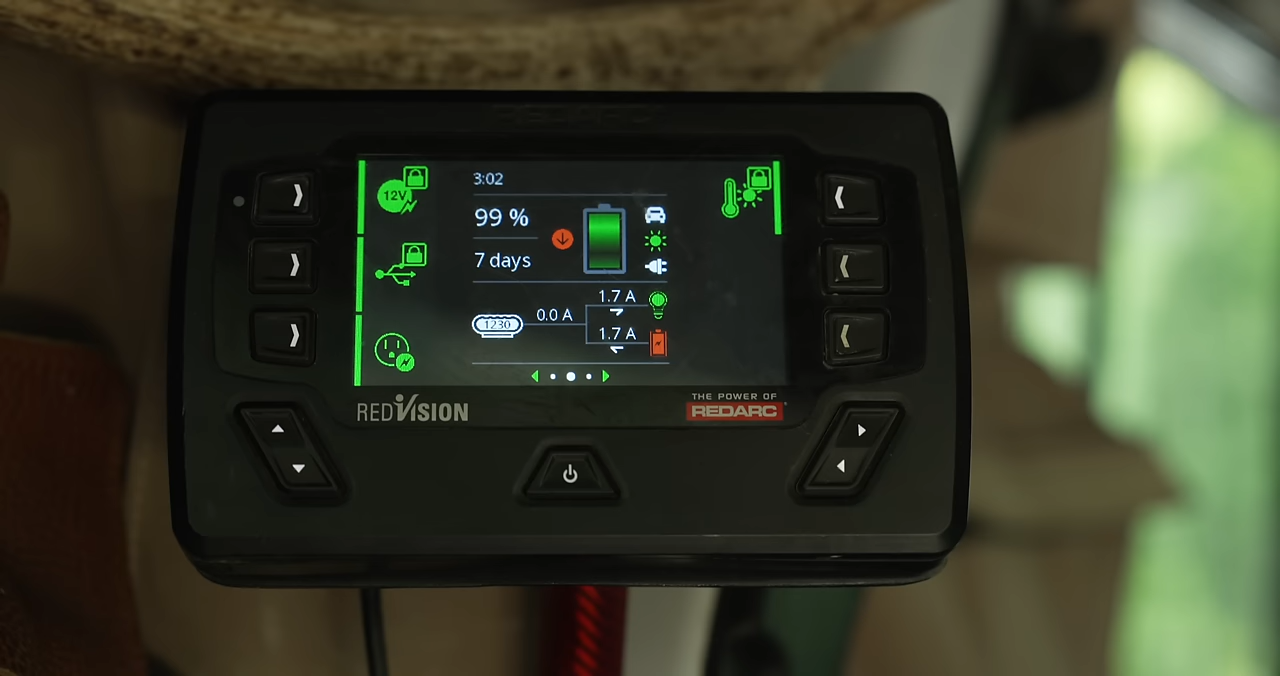 12V
3:02
99 %
7 days
1.7 A
0.0 A
1230
1.7 A
REDVISION
THE POWER OF
REDARC